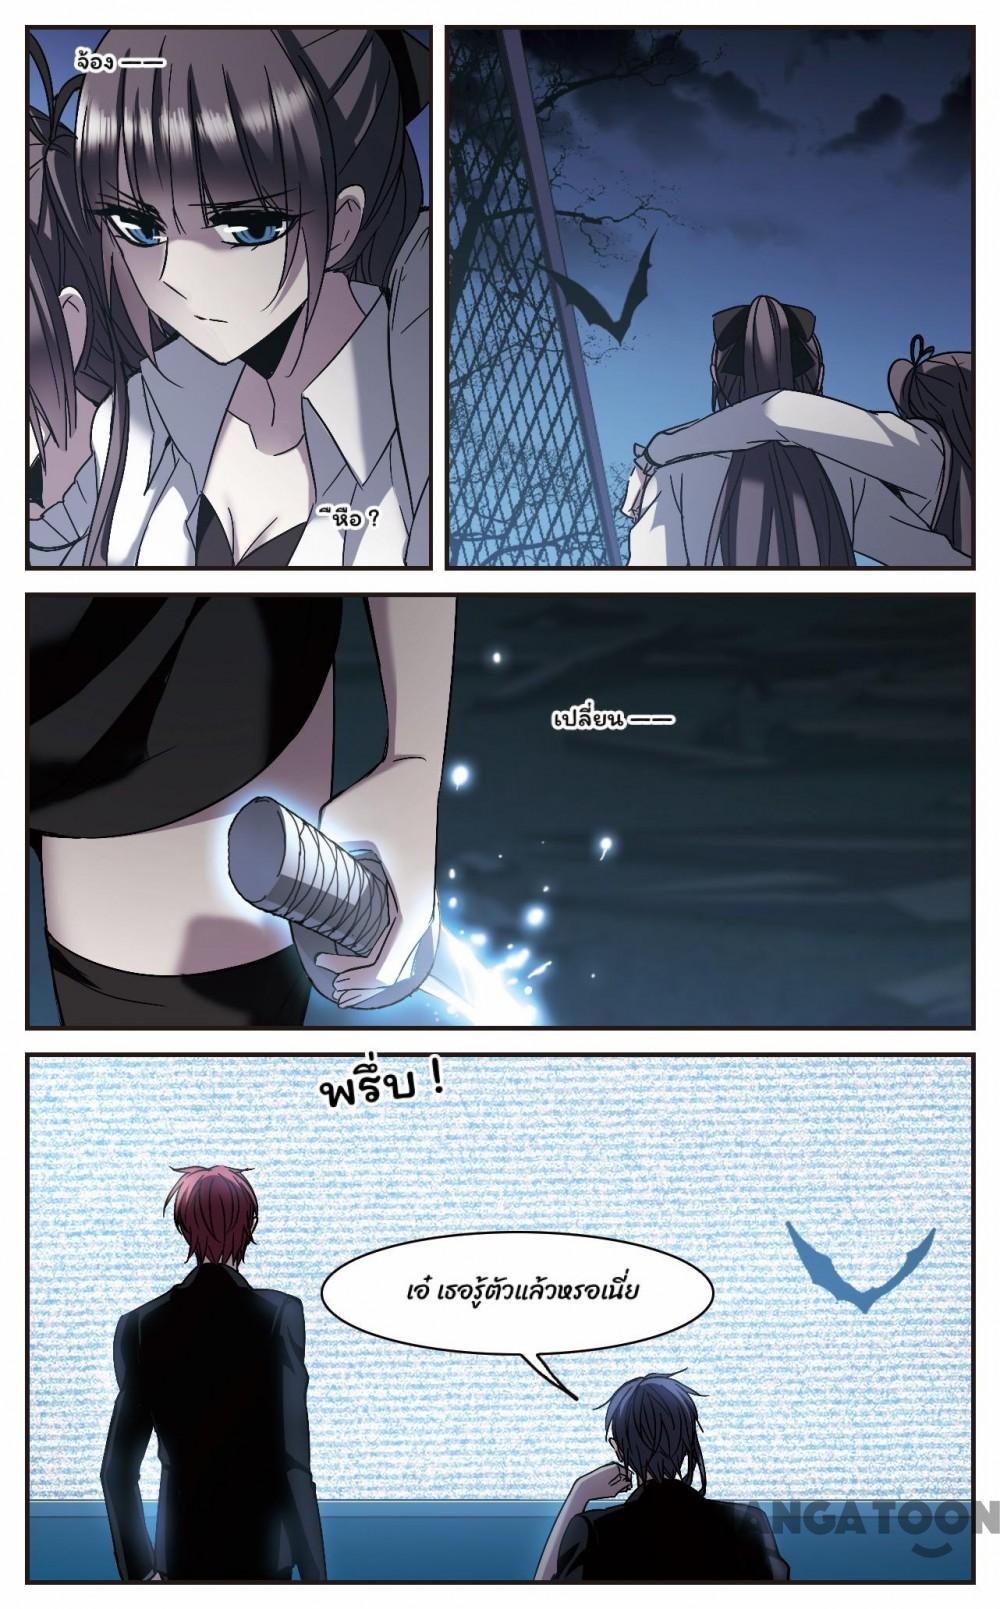 จ้อง ——
ืหือ ?
เปลี่ยน ——
พรึ่บ !
เอ๋ เธอรู้ตัวแล้วหรอเนี่ย
MANGATOON